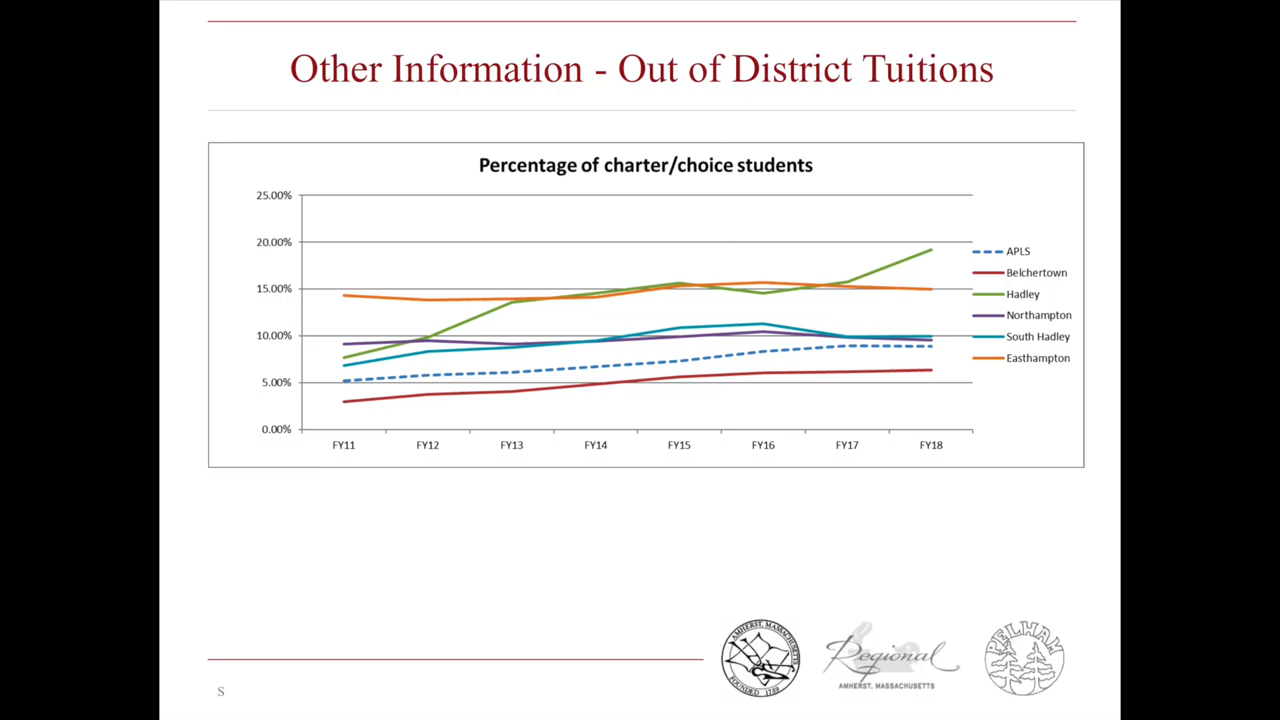 Other Information - Out of District Tuitions
Percentage of charter/choice students
25.00%
20.00%
15.00%
10.00%
5.00%
0.00%
FY11 FY12 FY13 FY14 FY15 FY16 FY17 FY18
APLS
Belchertown
Hadley
Northampton
South Hadley
Easthampton
S
AMHERST, MASSACHUSETTS
FOUNDED 1759
Regional
AMHERST, MASSACHUSETTS
PELHAM